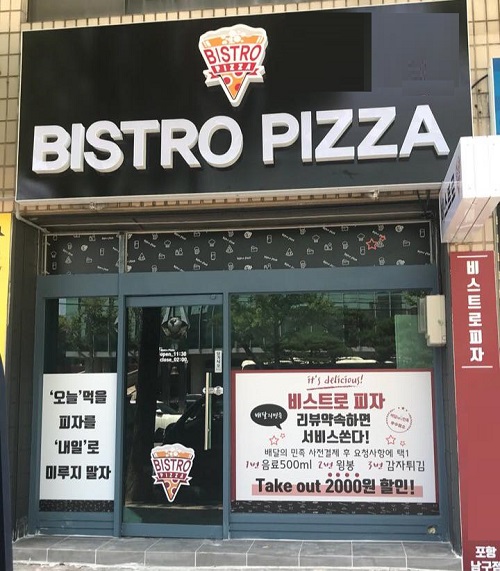 BISTRO
PIZZA
BISTRO PIZZA
비스트로피자
open_11:30
close_02:00
'오늘'먹을
피자를
'내일'로
미루지 말자
BISTRO
PIZZA
it's delicious!
비스트로 피자
배달의민족
리뷰약속하면
서비스쏜다!
배달의 민족 사전결제 후 요청사항에 택1
1번 음료500ml 2번 윙봉 3번 감자튀김
Take out 2000원 할인!
포항
남구점